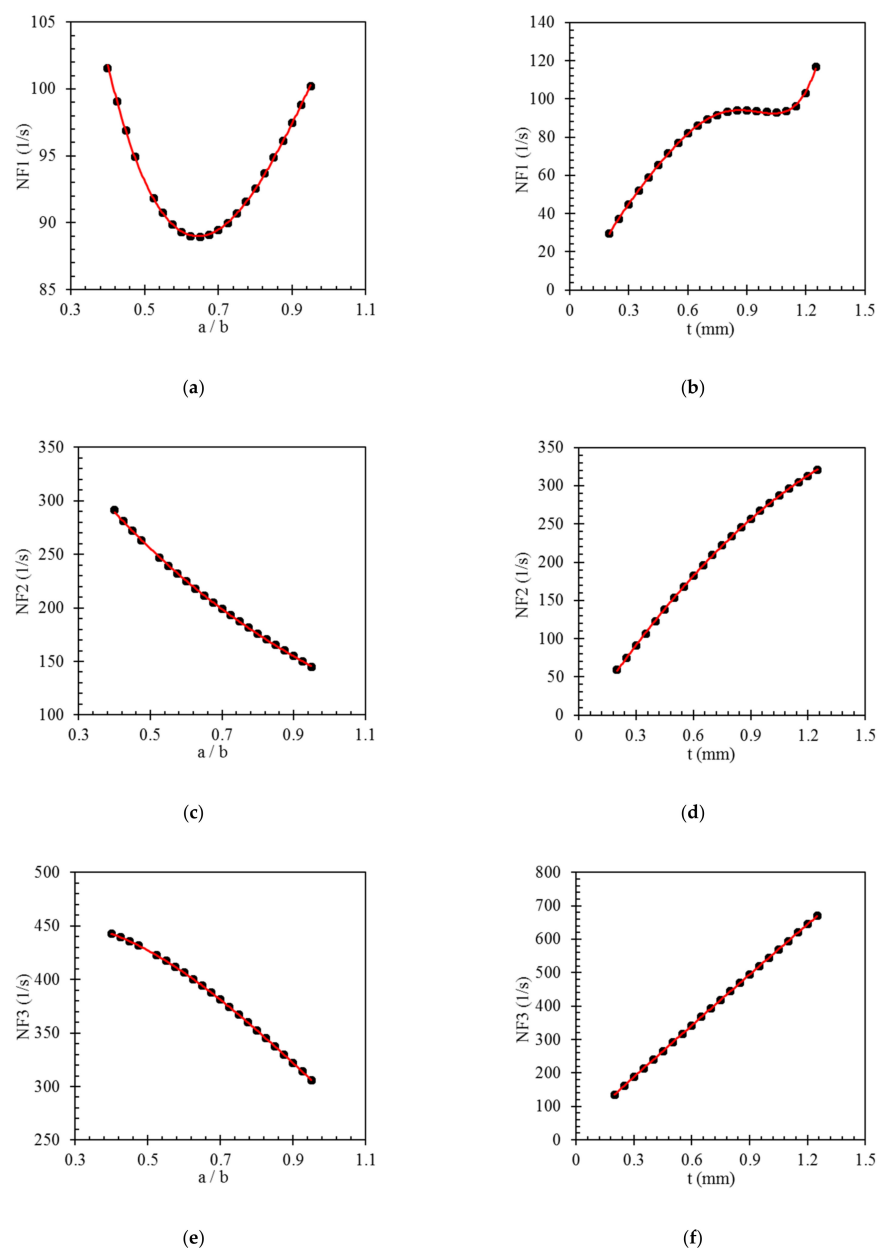 105
100
95
90
85
NF1 (1/s)
0.3 0.5 0.7 0.9 1.1
a / b
(a)
140
120
100
80
60
40
20
0
NF1 (1/s)
0 0.3 0.6 0.9 1.2 1.5
t (mm)
(b)
350
300
250
200
150
100
NF2 (1/s)
0.3 0.5 0.7 0.9 1.1
a / b
(c)
350
300
250
200
150
100
50
0
NF2 (1/s)
0 0.3 0.6 0.9 1.2 1.5
t (mm)
(d)
500
450
400
350
300
250
NF3 (1/s)
0.3 0.5 0.7 0.9 1.1
a / b
(e)
800
700
600
500
400
300
200
100
0
NF3 (1/s)
0 0.3 0.6 0.9 1.2 1.5
t (mm)
(f)